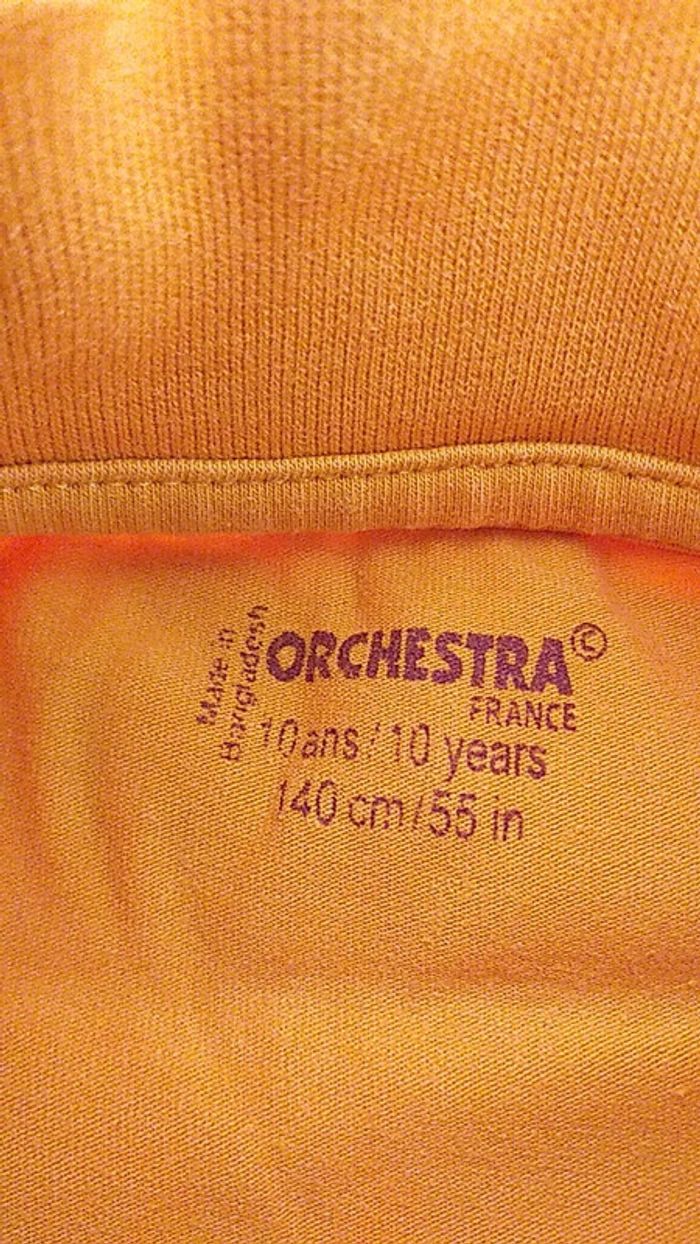 Made in
Bangladesh
ORCHESTRA©
FRANCE
10ans / 10 years
140 cm / 55 in